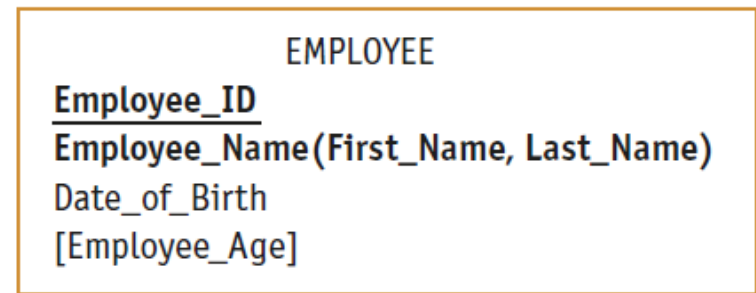 EMPLOYEE
Employee_ID
Employee_Name(First_Name, Last_Name)
Date_of_Birth
[Employee_Age]